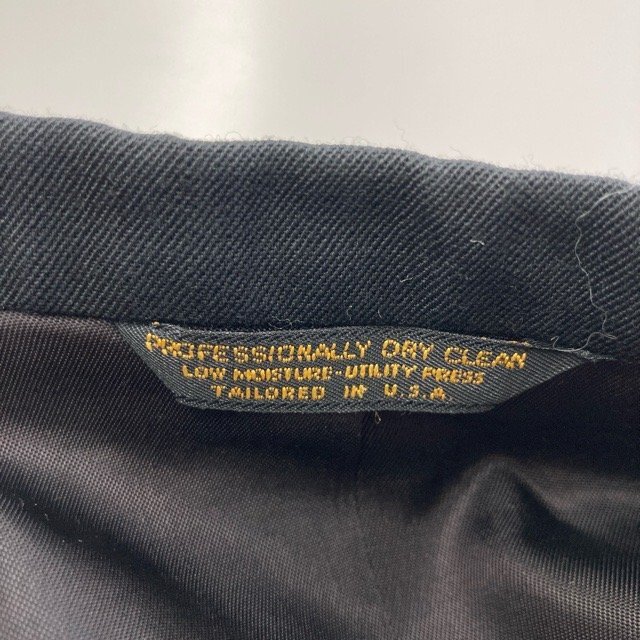 PROFESSIONALLY DRY CLEAN
LOW MOISTURE-UTILITY PRESS
TAILORED IN U.S.A.